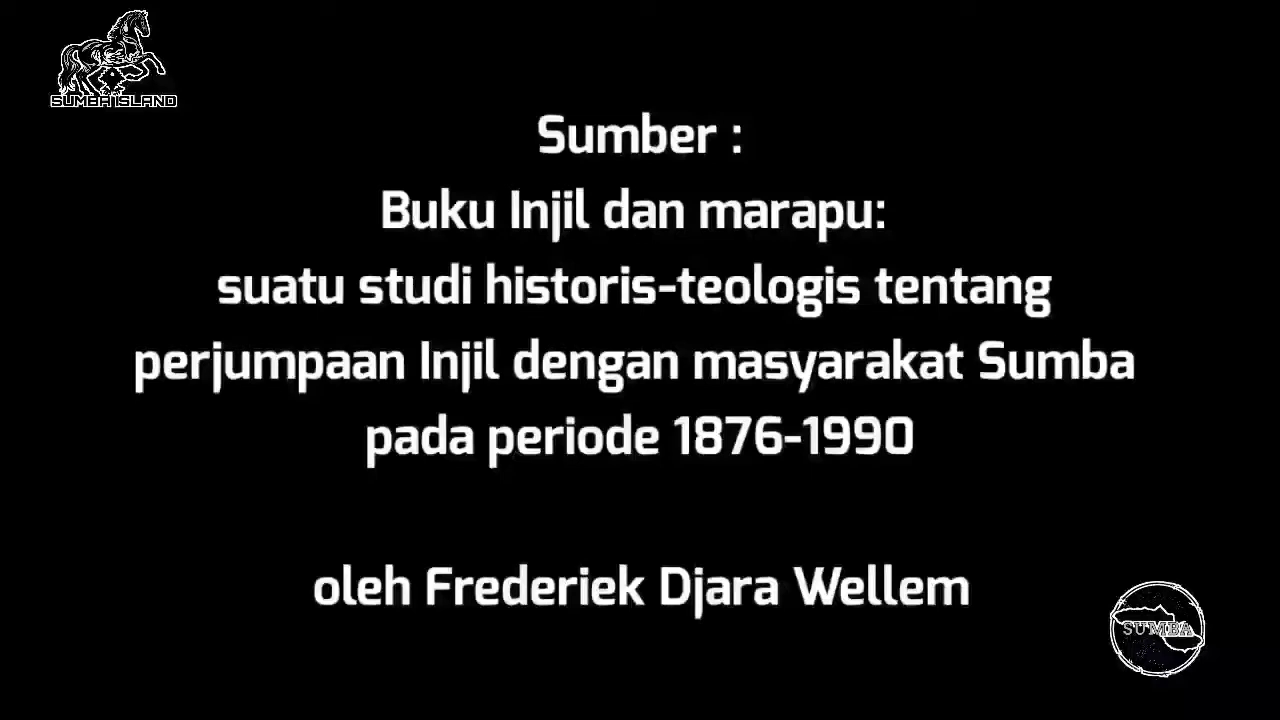 SUMBA ISLAND
Sumber :
Buku Injil dan marapu:
suatu studi historis-teologis tentang
perjumpaan Injil dengan masyarakat Sumba
pada periode 1876-1990
oleh Frederiek Djara Wellem
SUMBA